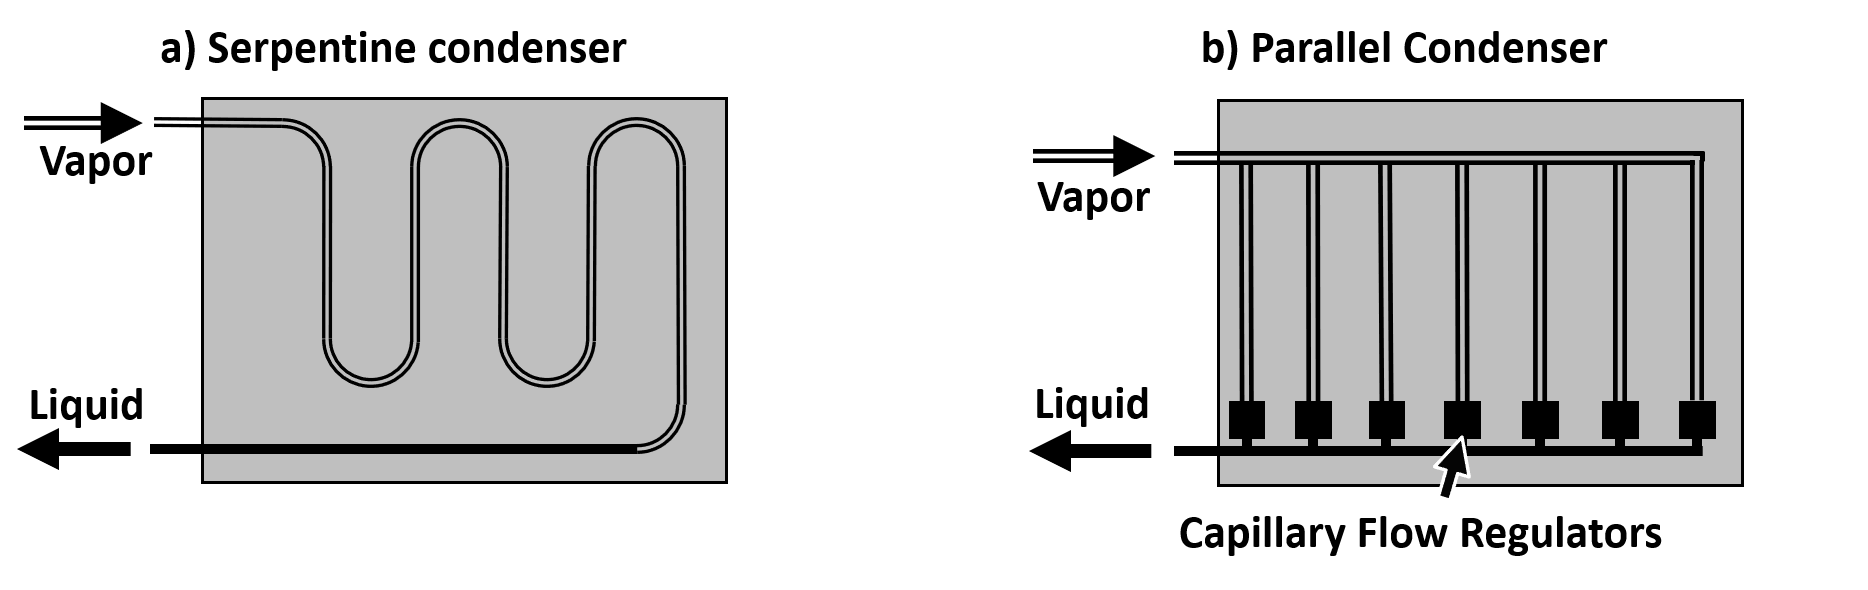 a) Serpentine condenser
Vapor
Liquid
b) Parallel Condenser
Vapor
Liquid
Capillary Flow Regulators